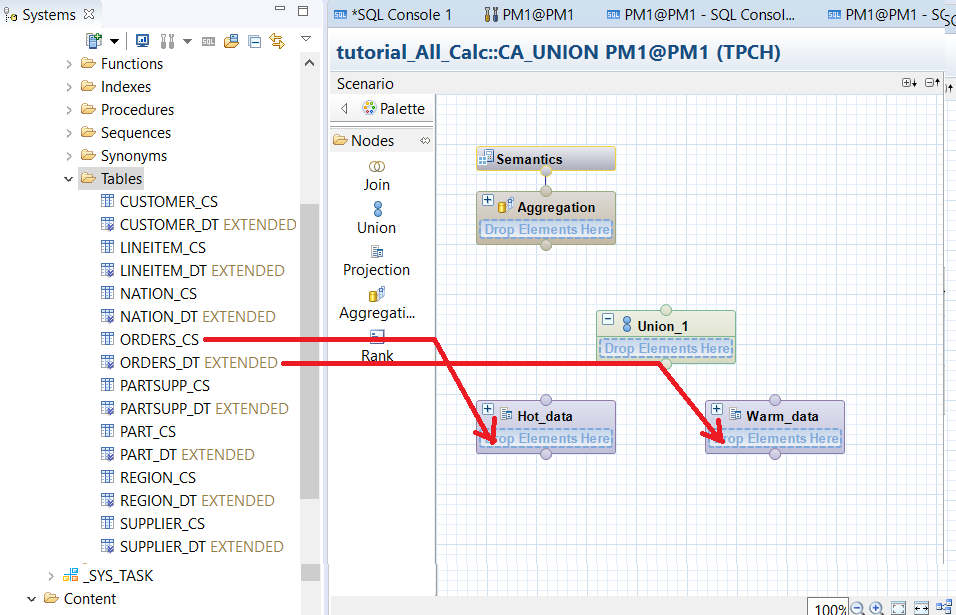 Systems
Functions
Indexes
Procedures
Sequences
Synonyms
Tables
CUSTOMER_CS
CUSTOMER_DT EXTENDED
LINEITEM_CS
LINEITEM_DT EXTENDED
NATION_CS
NATION_DT EXTENDED
ORDERS_CS
ORDERS_DT EXTENDED
PARTSUPP_CS
PARTSUPP_DT EXTENDED
PART_CS
PART_DT EXTENDED
REGION_CS
REGION_DT EXTENDED
SUPPLIER_CS
SUPPLIER_DT EXTENDED
_SYS_TASK
Content
*SQL Console 1
PM1@PM1
PM1@PM1 - SQL Consol...
PM1@PM1 - SC
tutorial_All_Calc::CA_UNION PM1@PM1 (TPCH)
Scenario
Palette
Nodes
Join
Union
Projection
Aggregati...
Rank
Semantics
Aggregation
Drop Elements Here
Union_1
Drop Elements Here
Hot_data
Drop Elements Here
Warm_data
Drop Elements Here
100%